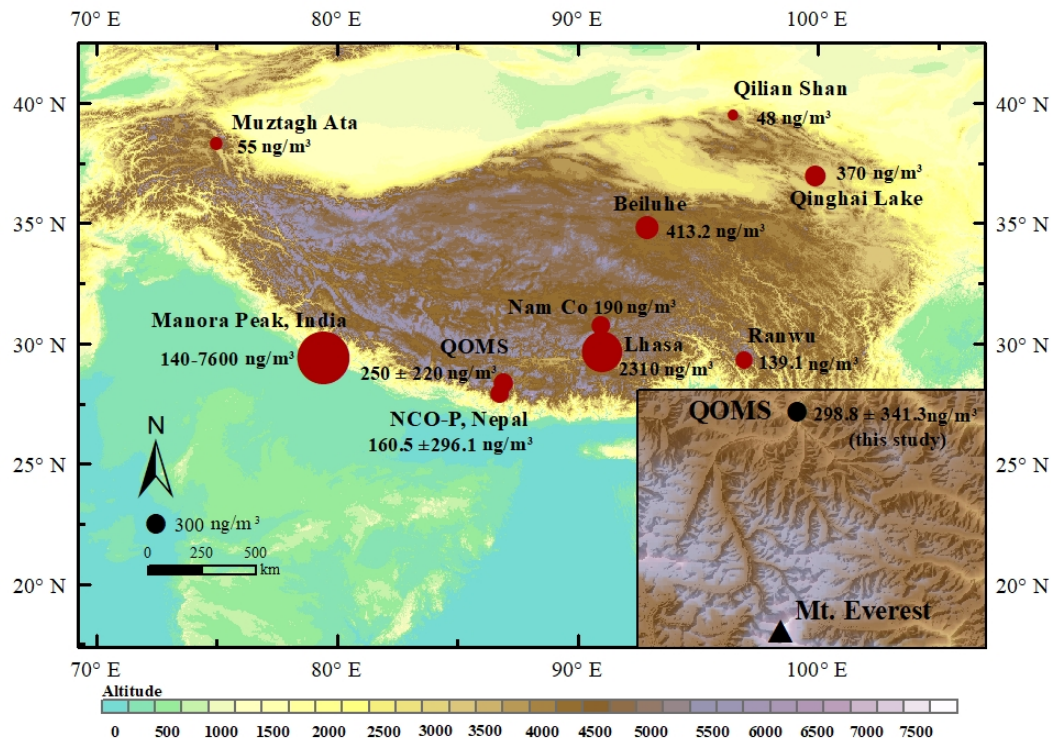 70° E 80° E 90° E 100° E
40° N 40° N
35° N 35° N
30° N 30° N
25° N 25° N
20° N 20° N
Qilian Shan
48 ng/m³
Muztagh Ata
55 ng/m³
370 ng/m³
Qinghai Lake
Beiluhe
413.2 ng/m³
Nam Co 190 ng/m³
Manora Peak, India
140-7600 ng/m³
QOMS
250 ± 220 ng/m³
Lhasa
2310 ng/m³
Ranwu
139.1 ng/m³
NCO-P, Nepal
160.5 ±296.1 ng/m³
QOMS 298.8 ± 341.3ng/m³
(this study)
Mt. Everest
N
300 ng/m³
0 250 500
km
70° E 80° E 90° E 100° E
Altitude
0 500 1000 1500 2000 2500 3000 3500 4000 4500 5000 5500 6000 6500 7000 7500